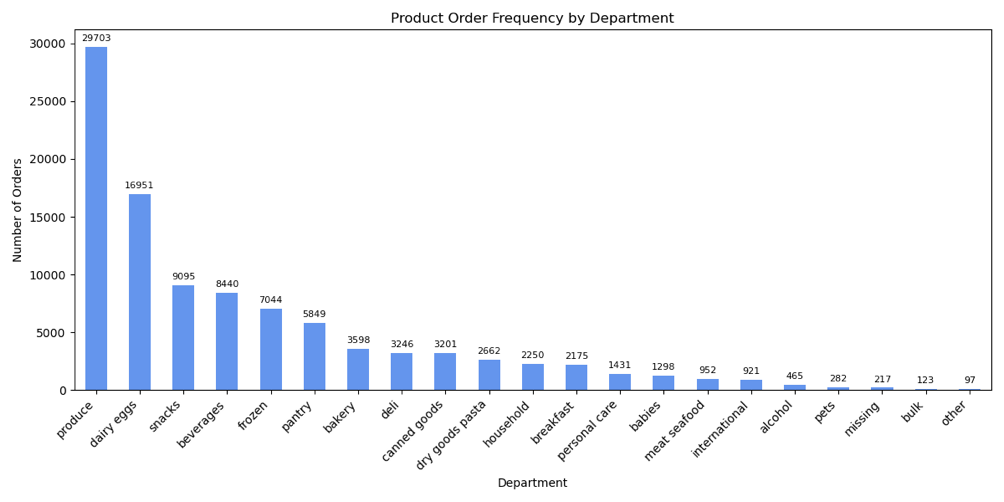 Product Order Frequency by Department
Number of Orders
30000
25000
20000
15000
10000
5000
0
29703
16951
9095
8440
7044
5849
3598
3246
3201
2662
2250
2175
1431
1298
952
921
465
282
217
123
97
produce
dairy eggs
snacks
beverages
frozen
pantry
bakery
deli
canned goods
dry goods pasta
household
breakfast
personal care
babies
meat seafood
international
alcohol
pets
missing
bulk
other
Department